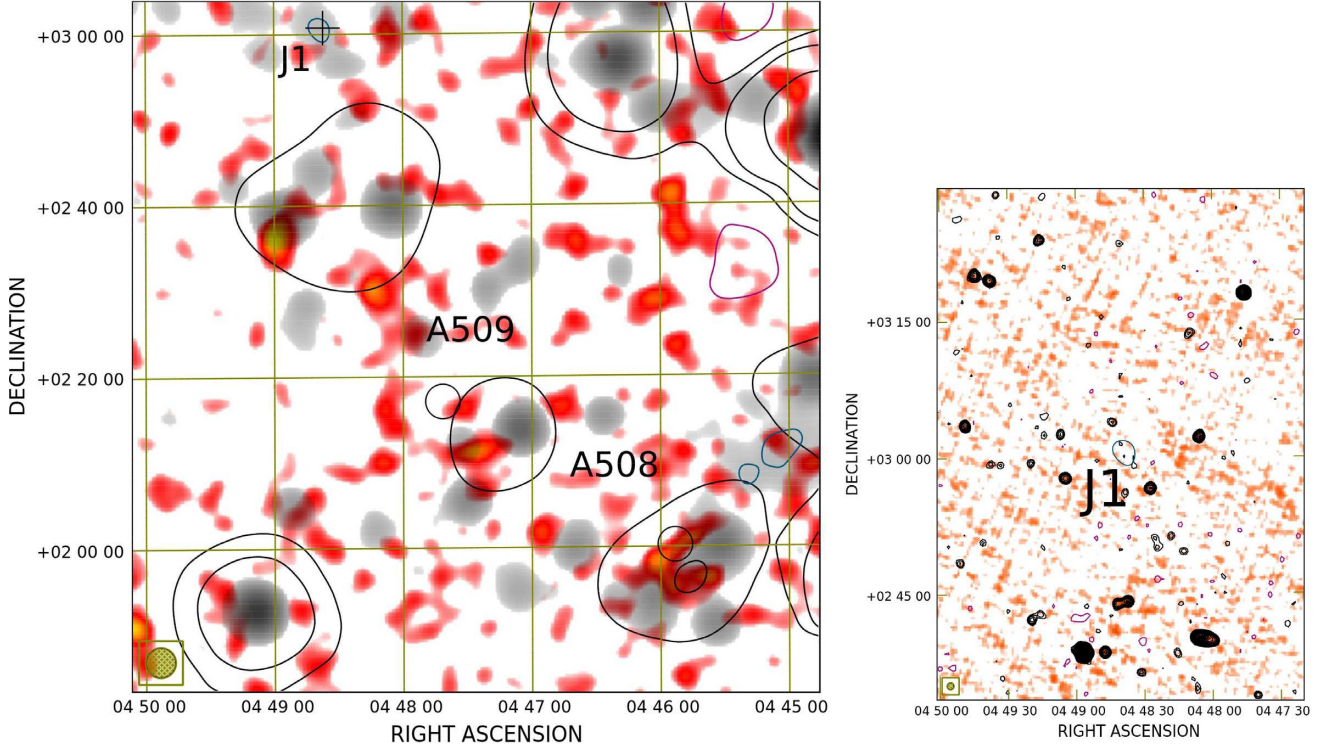 +03 00 00
J1
+02 40 00
A509
+02 20 00
A508
+02 00 00
DECLINATION
04 50 00
04 49 00
04 48 00
04 47 00
04 46 00
04 45 00
RIGHT ASCENSION
+03 15 00
+03 00 00
J1
+02 45 00
DECLINATION
04 50 00
04 49 30
04 49 00
04 48 30
04 48 00
04 47 30
RIGHT ASCENSION